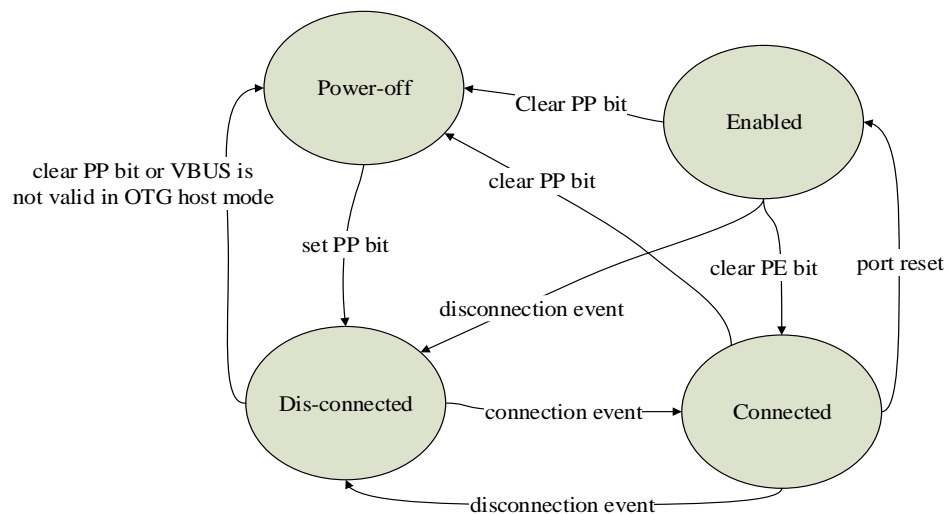 Power-off
Clear PP bit
Enabled
clear PP bit or VBUS is
not valid in OTG host mode
clear PP bit
set PP bit
clear PE bit
port reset
disconnection event
Dis-connected
connection event
Connected
disconnection event